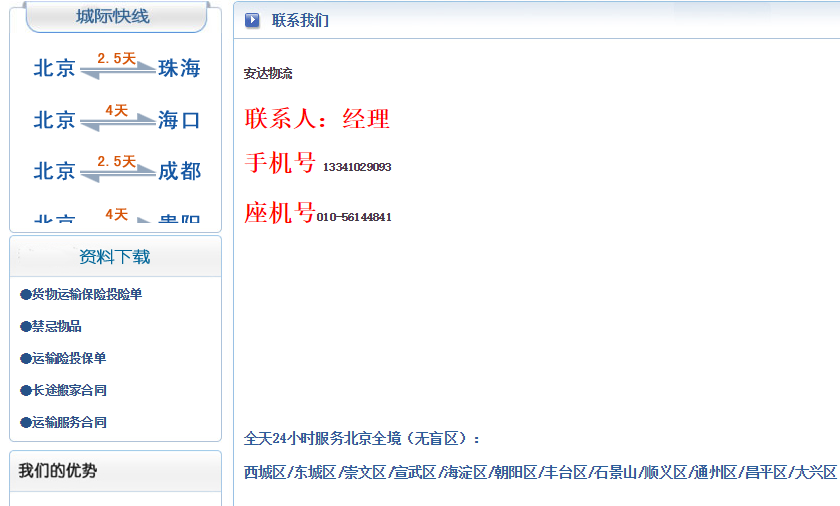 城际快线
北京 2.5天 珠海
北京 4天 海口
北京 2.5天 成都
北京 4天 贵阳
资料下载
●货物运输保险投险单
●禁忌物品
●运输险投保单
●长途搬家合同
●运输服务合同
我们的优势
联系我们
安达物流
联系人：经理
手机号 13341029093
座机号010-56144841
全天24小时服务北京全境（无盲区）：
西城区/东城区/崇文区/宣武区/海淀区/朝阳区/丰台区/石景山/顺义区/通州区/昌平区/大兴区